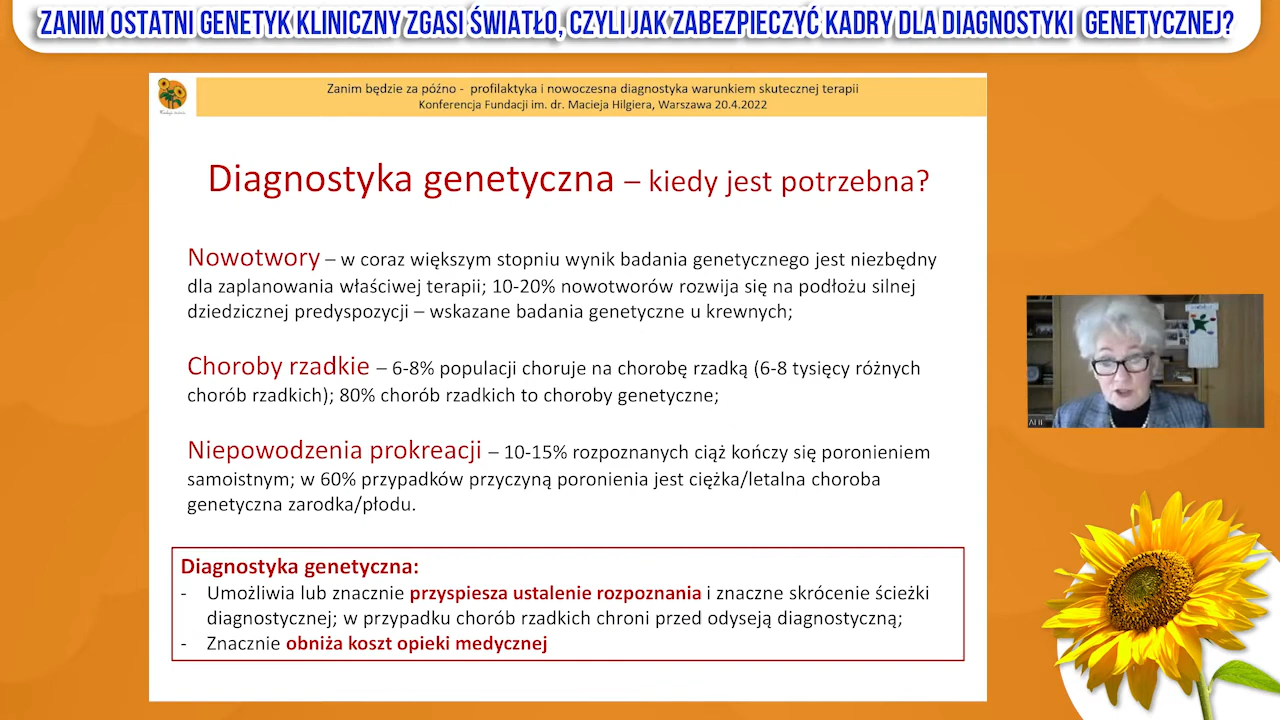 ZANIM OSTATNI GENETYK KLINICZNY ZGASI ŚWIATŁO, CZYLI JAK ZABEZPIECZYĆ KADRY DLA DIAGNOSTYKI GENETYCZNEJ?
Zanim będzie za późno - profilaktyka i nowoczesna diagnostyka warunkiem skutecznej terapii
Konferencja Fundacji im. dr. Macieja Hilgiera, Warszawa 20.4.2022
Diagnostyka genetyczna – kiedy jest potrzebna?
Nowotwory – w coraz większym stopniu wynik badania genetycznego jest niezbędny
dla zaplanowania właściwej terapii; 10-20% nowotworów rozwija się na podłożu silnej
dziedzicznej predyspozycji – wskazane badania genetyczne u krewnych;
Choroby rzadkie – 6-8% populacji choruje na chorobę rzadką (6-8 tysięcy różnych
chorób rzadkich); 80% chorób rzadkich to choroby genetyczne;
Niepowodzenia prokreacji – 10-15% rozpoznanych ciąż kończy się poronieniem
samoistnym; w 60% przypadków przyczyną poronienia jest ciężka/letalna choroba
genetyczna zarodka/płodu.
Diagnostyka genetyczna:
- Umożliwia lub znacznie przyspiesza ustalenie rozpoznania i znaczne skrócenie ścieżki
diagnostycznej; w przypadku chorób rzadkich chroni przed odyseją diagnostyczną;
- Znacznie obniża koszt opieki medycznej